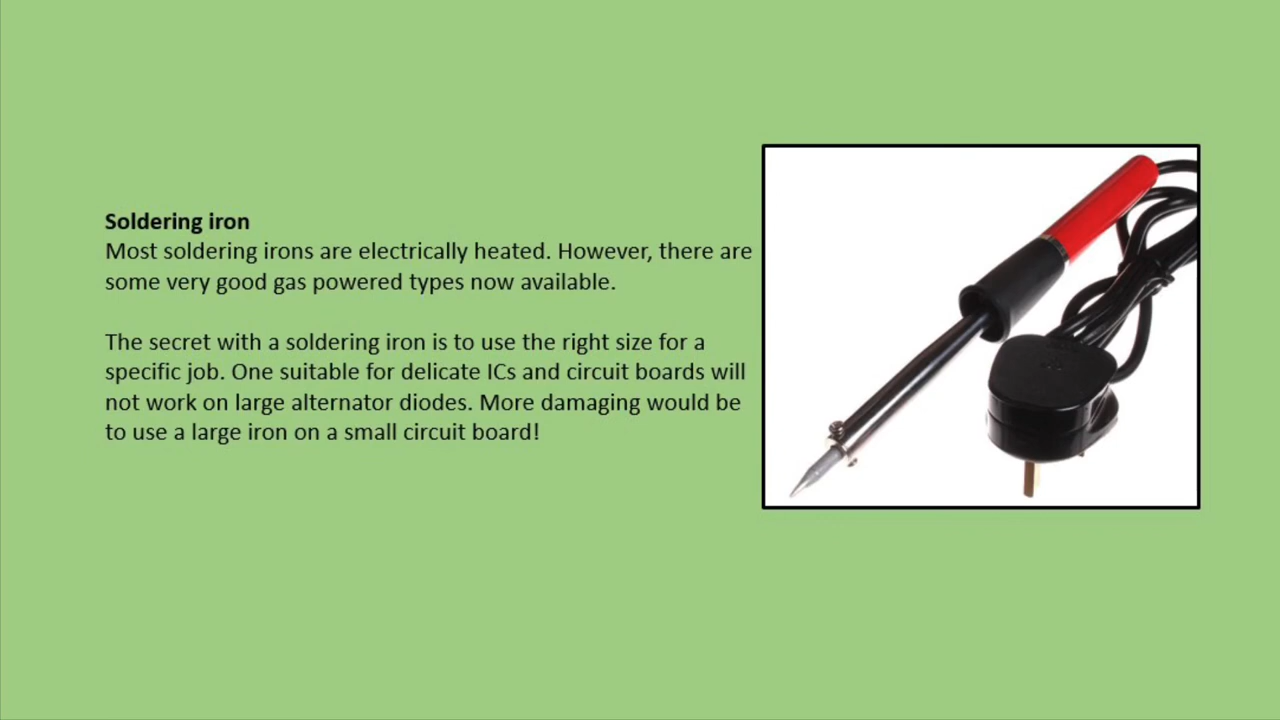 Soldering iron
Most soldering irons are electrically heated. However, there are
some very good gas powered types now available.
The secret with a soldering iron is to use the right size for a
specific job. One suitable for delicate ICs and circuit boards will
not work on large alternator diodes. More damaging would be
to use a large iron on a small circuit board!